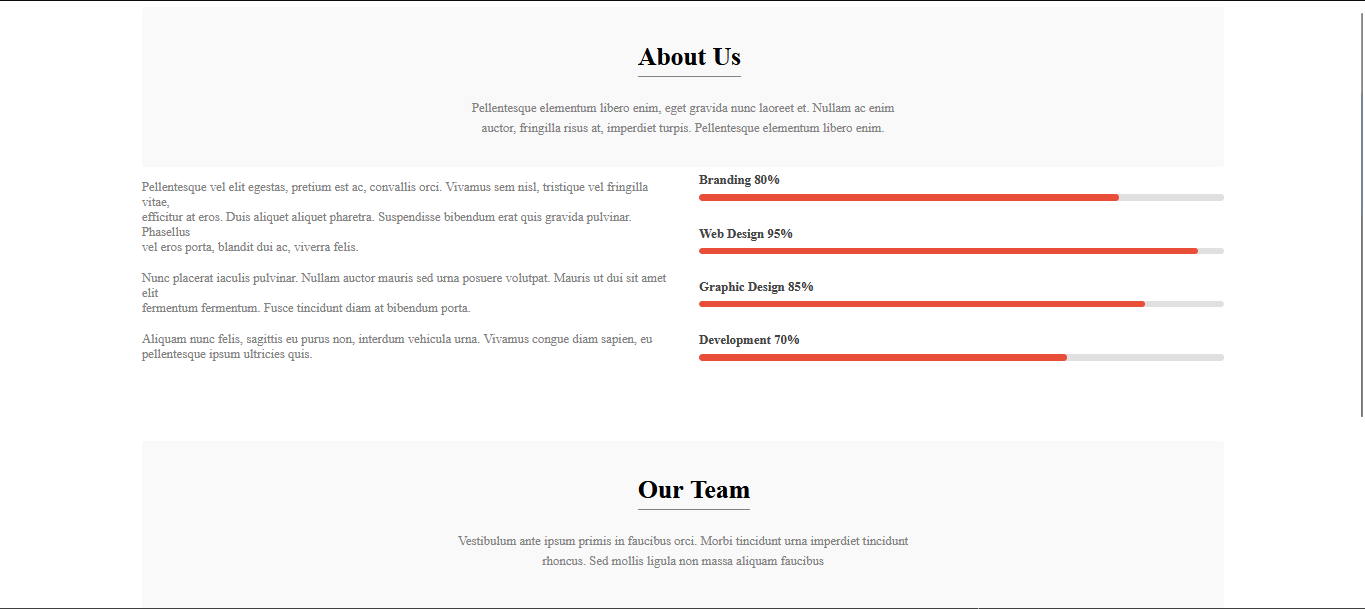 About Us
Pellentesque elementum libero enim, eget gravida nunc laoreet et. Nullam ac enim
auctor, fringilla risus at, imperdiet turpis. Pellentesque elementum libero enim.
Pellentesque vel elit egestas, pretium est ac, convallis orci. Vivamus sem nisl, tristique vel fringilla
vitae,
efficitur at eros. Duis aliquet aliquet pharetra. Suspendisse bibendum erat quis gravida pulvinar.
Phasellus
vel eros porta, blandit dui ac, viverra felis.
Nunc placerat iaculis pulvinar. Nullam auctor mauris sed urna posuere volutpat. Mauris ut dui sit amet
elit
fermentum fermentum. Fusce tincidunt diam at bibendum porta.
Aliquam nunc felis, sagittis eu purus non, interdum vehicula urna. Vivamus congue diam sapien, eu
pellentesque ipsum ultricies quis.
Branding 80%
Web Design 95%
Graphic Design 85%
Development 70%
Our Team
Vestibulum ante ipsum primis in faucibus orci. Morbi tincidunt urna imperdiet tincidunt
rhoncus. Sed mollis ligula non massa aliquam faucibus